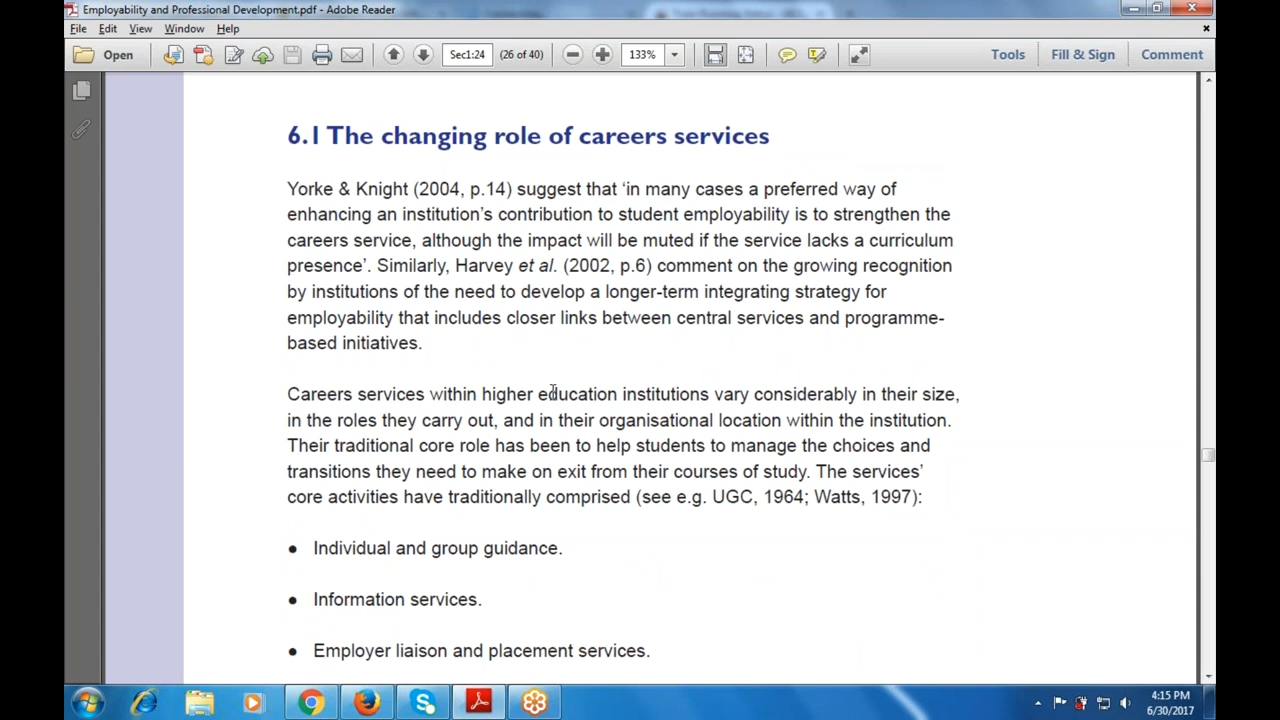 Employability and Professional Development.pdf - Adobe Reader
File Edit View Window Help
Open Sec1:24 (26 of 40) 133% Tools Fill & Sign Comment
6.1 The changing role of careers services
Yorke & Knight (2004, p.14) suggest that ‘in many cases a preferred way of
enhancing an institution’s contribution to student employability is to strengthen the
careers service, although the impact will be muted if the service lacks a curriculum
presence’. Similarly, Harvey et al. (2002, p.6) comment on the growing recognition
by institutions of the need to develop a longer-term integrating strategy for
employability that includes closer links between central services and programme-
based initiatives.
Careers services within higher education institutions vary considerably in their size,
in the roles they carry out, and in their organisational location within the institution.
Their traditional core role has been to help students to manage the choices and
transitions they need to make on exit from their courses of study. The services’
core activities have traditionally comprised (see e.g. UGC, 1964; Watts, 1997):
● Individual and group guidance.
● Information services.
● Employer liaison and placement services.
4:15 PM
6/30/2017